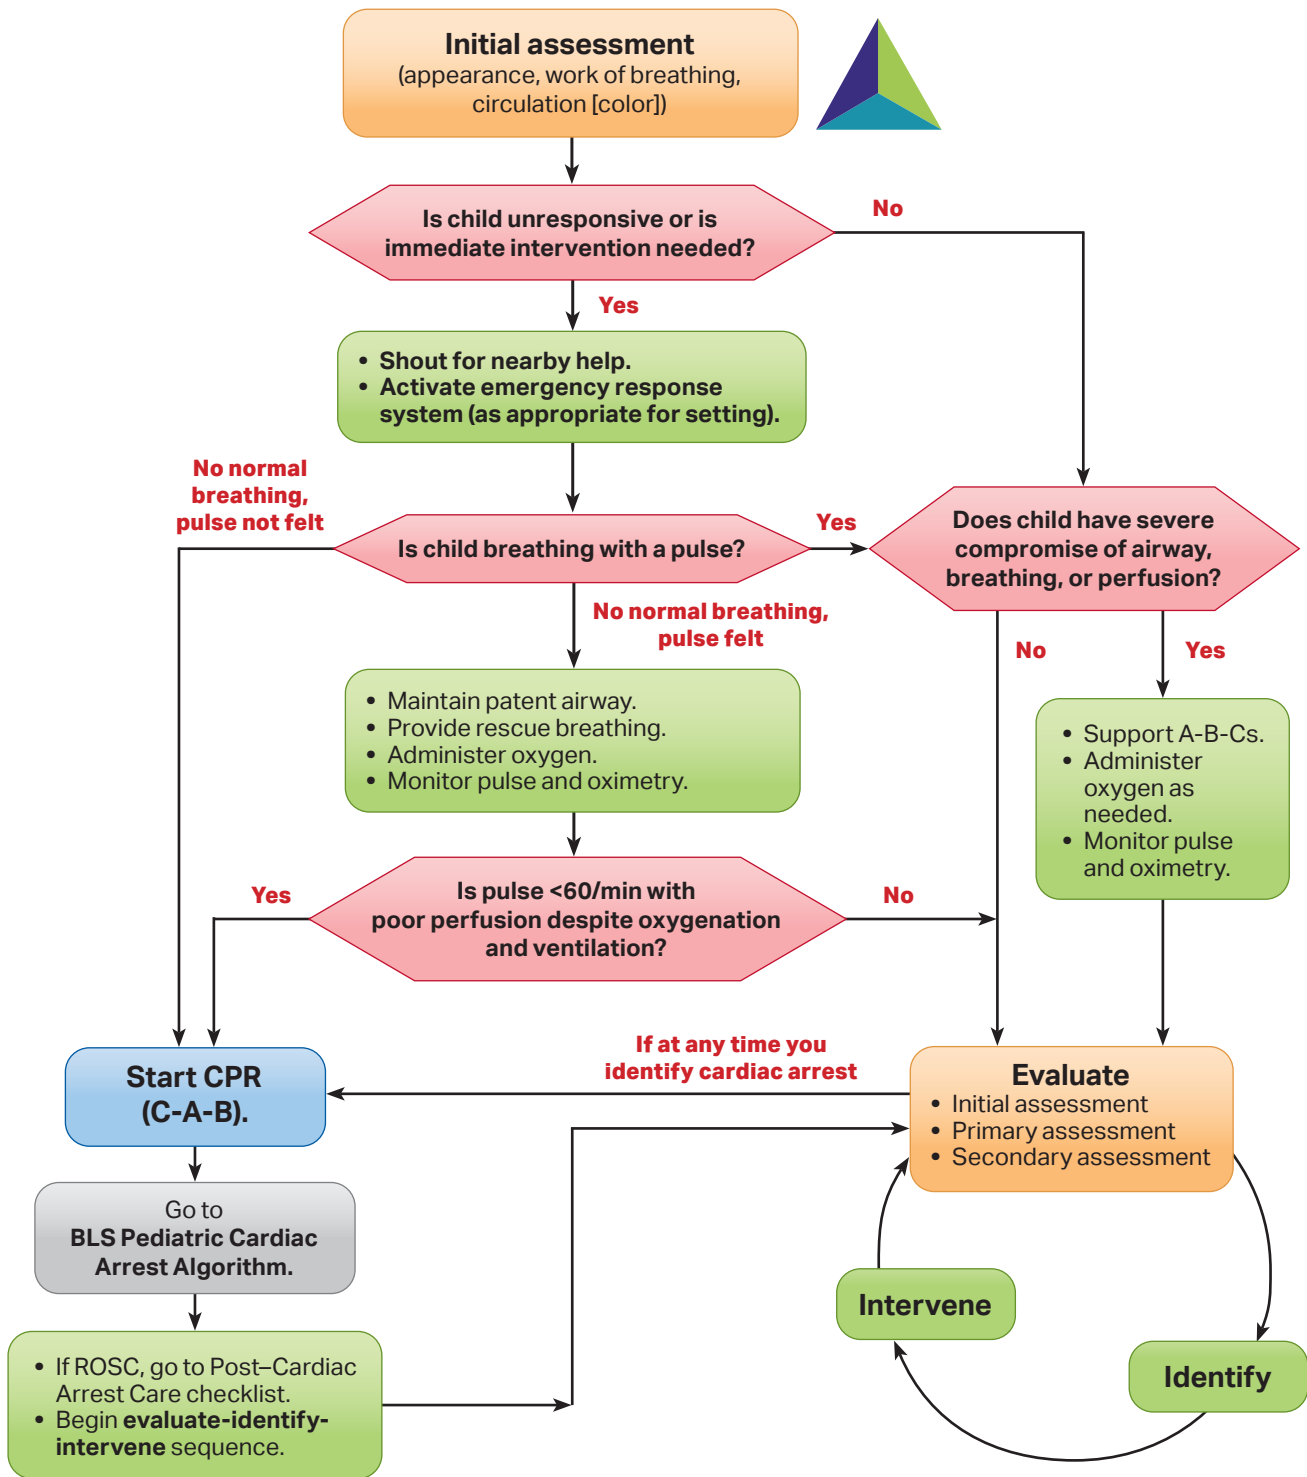 Initial assessment
(appearance, work of breathing,
circulation [color])
Is child unresponsive or is
immediate intervention needed?
No
Yes
• Shout for nearby help.
• Activate emergency response
system (as appropriate for setting).
No normal
breathing,
pulse not felt
Is child breathing with a pulse?
Yes
Does child have severe
compromise of airway,
breathing, or perfusion?
No normal breathing,
pulse felt
No
Yes
• Maintain patent airway.
• Provide rescue breathing.
• Administer oxygen.
• Monitor pulse and oximetry.
• Support A-B-Cs.
• Administer
oxygen as
needed.
• Monitor pulse
and oximetry.
Yes
Is pulse <60/min with
poor perfusion despite oxygenation
and ventilation?
No
If at any time you
identify cardiac arrest
Start CPR
(C-A-B).
Evaluate
• Initial assessment
• Primary assessment
• Secondary assessment
Go to
BLS Pediatric Cardiac
Arrest Algorithm.
Intervene
Identify
• If ROSC, go to Post–Cardiac
Arrest Care checklist.
• Begin evaluate-identify-
intervene sequence.